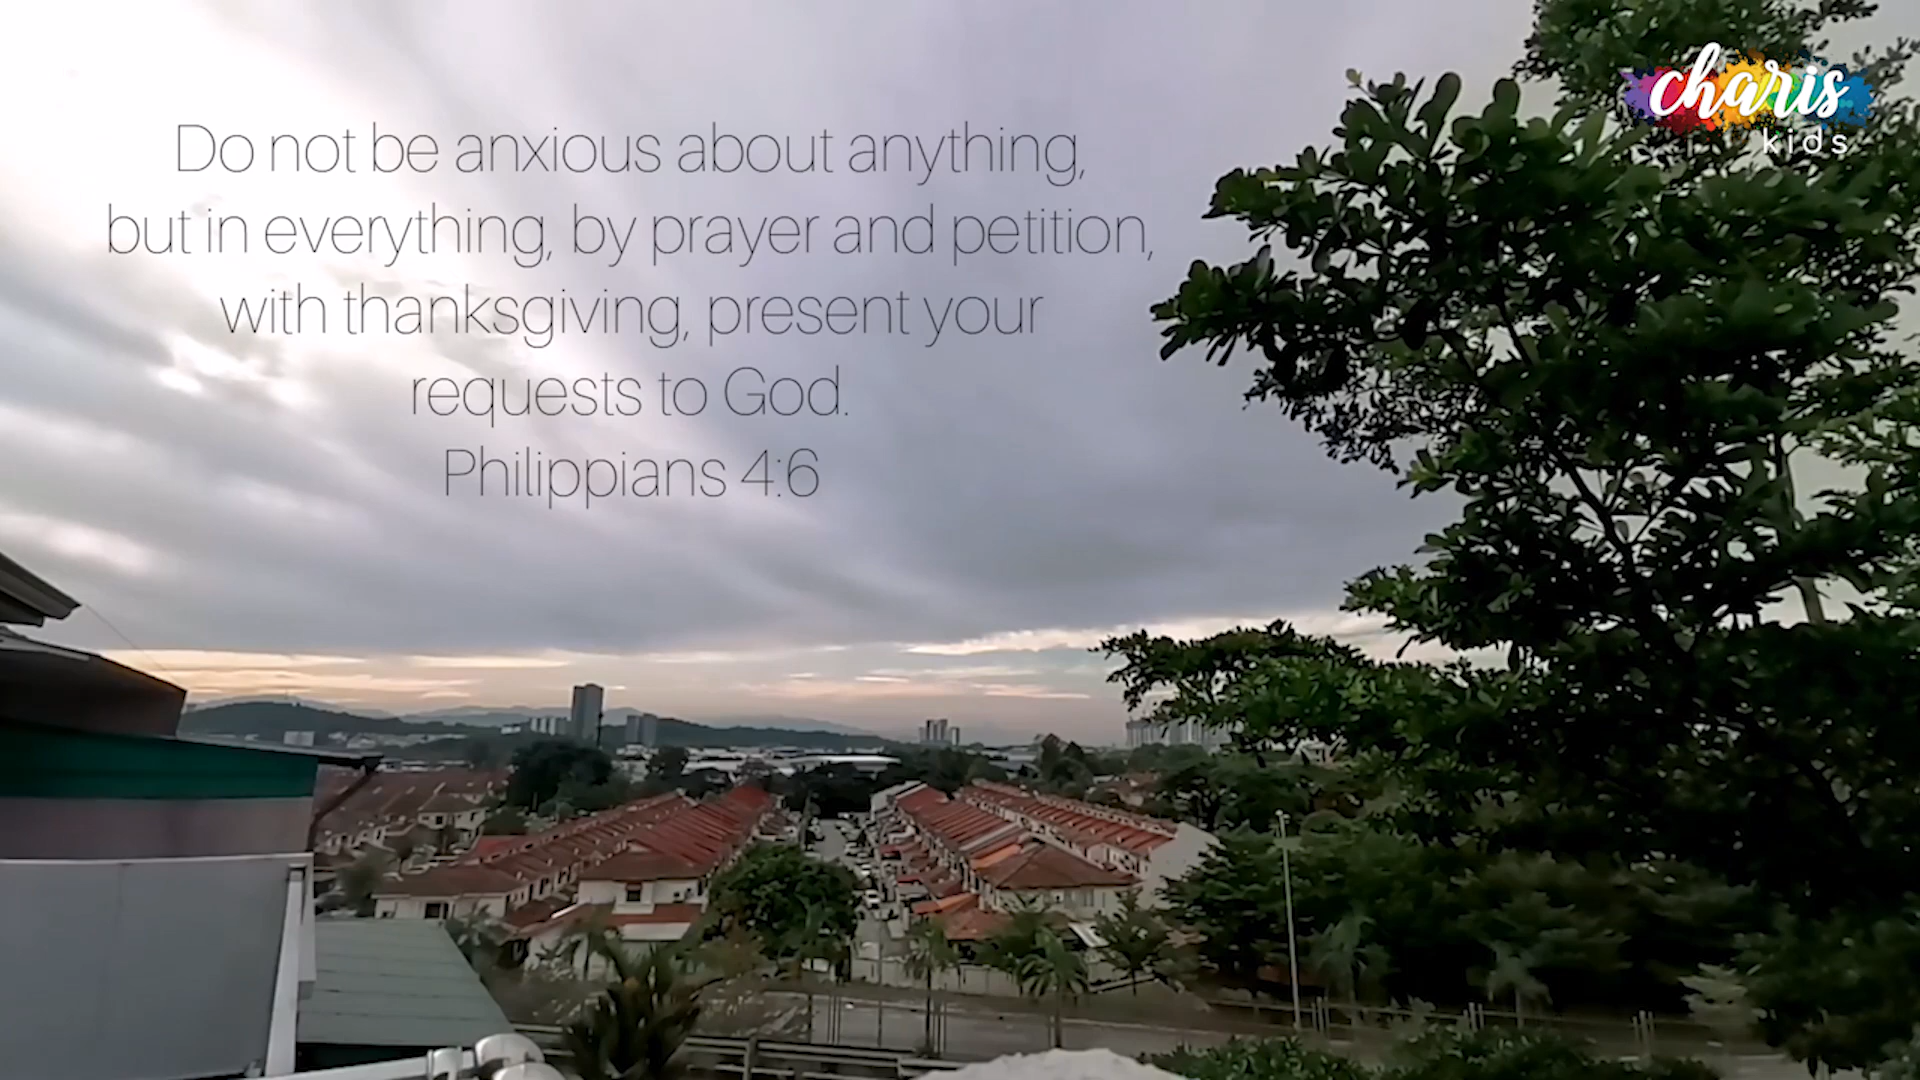 charis
kids
Do not be anxious about anything,
but in everything, by prayer and petition,
with thanksgiving, present your
requests to God.
Philippians 4:6